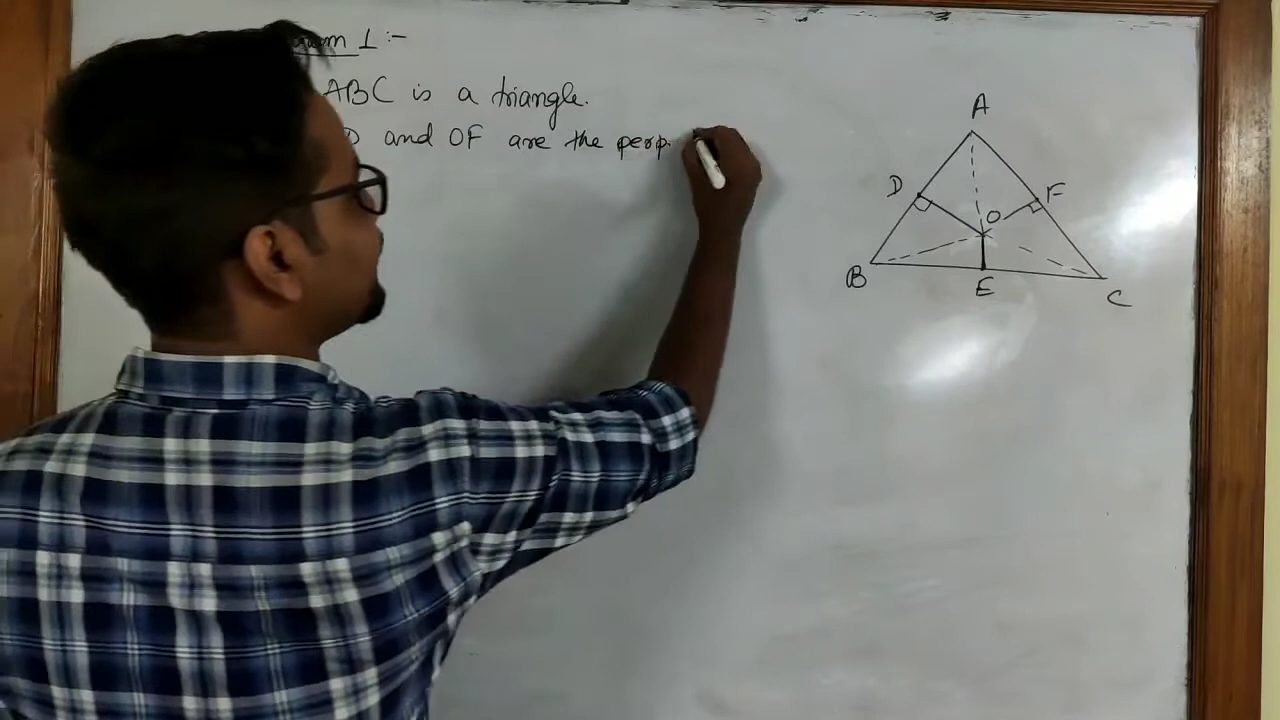 1 :-
ABC is a triangle.
and OF are the perp.
A
D
F
O
B
E
C